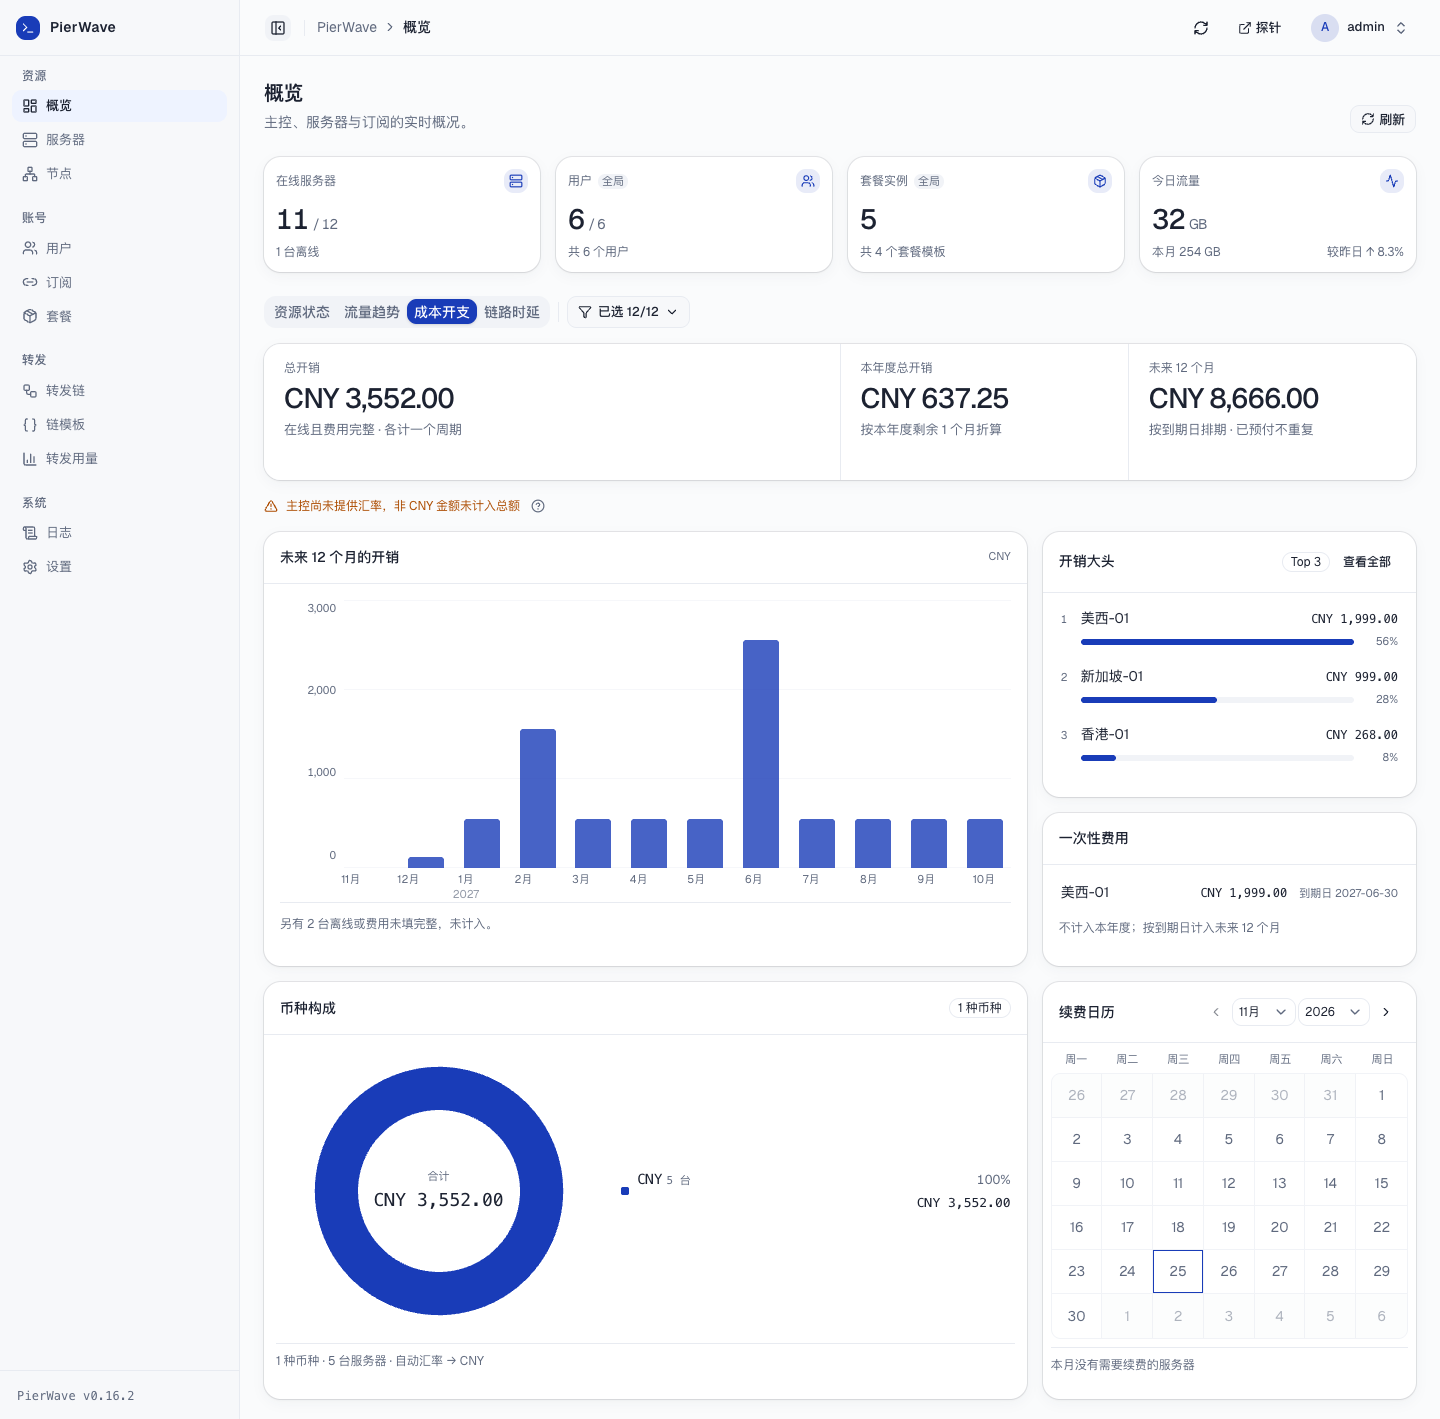 PierWave
资源
概览
服务器
节点
账号
用户
订阅
套餐
转发
转发链
链模板
转发用量
系统
日志
设置
PierWave v0.16.2
PierWave > 概览
探针
A admin
概览
主控、服务器与订阅的实时概况。
刷新
在线服务器
11 / 12
1 台离线
用户 全局
6 / 6
共 6 个用户
套餐实例 全局
5
共 4 个套餐模板
今日流量
32 GB
本月 254 GB 较昨日 ↑ 8.3%
资源状态 流量趋势 成本开支 链路时延 已选 12/12
总开销
CNY 3,552.00
在线且费用完整 · 各计一个周期
本年度总开销
CNY 637.25
按本年度剩余 1 个月折算
未来 12 个月
CNY 8,666.00
按到期日排期 · 已预付不重复
主控尚未提供汇率，非 CNY 金额未计入总额
未来 12 个月的开销 CNY
3,000
2,000
1,000
0
11月 12月 1月 2月 3月 4月 5月 6月 7月 8月 9月 10月
2027
另有 2 台离线或费用未填完整，未计入。
开销大头 Top 3 查看全部
1 美西-01 CNY 1,999.00
56%
2 新加坡-01 CNY 999.00
28%
3 香港-01 CNY 268.00
8%
一次性费用
美西-01 CNY 1,999.00 到期日 2027-06-30
不计入本年度；按到期日计入未来 12 个月
币种构成 1 种币种
合计
CNY 3,552.00
CNY 5 台 100%
CNY 3,552.00
1 种币种 · 5 台服务器 · 自动汇率 → CNY
续费日历 11月 2026
周一 周二 周三 周四 周五 周六 周日
26 27 28 29 30 31 1
2 3 4 5 6 7 8
9 10 11 12 13 14 15
16 17 18 19 20 21 22
23 24 25 26 27 28 29
30 1 2 3 4 5 6
本月没有需要续费的服务器